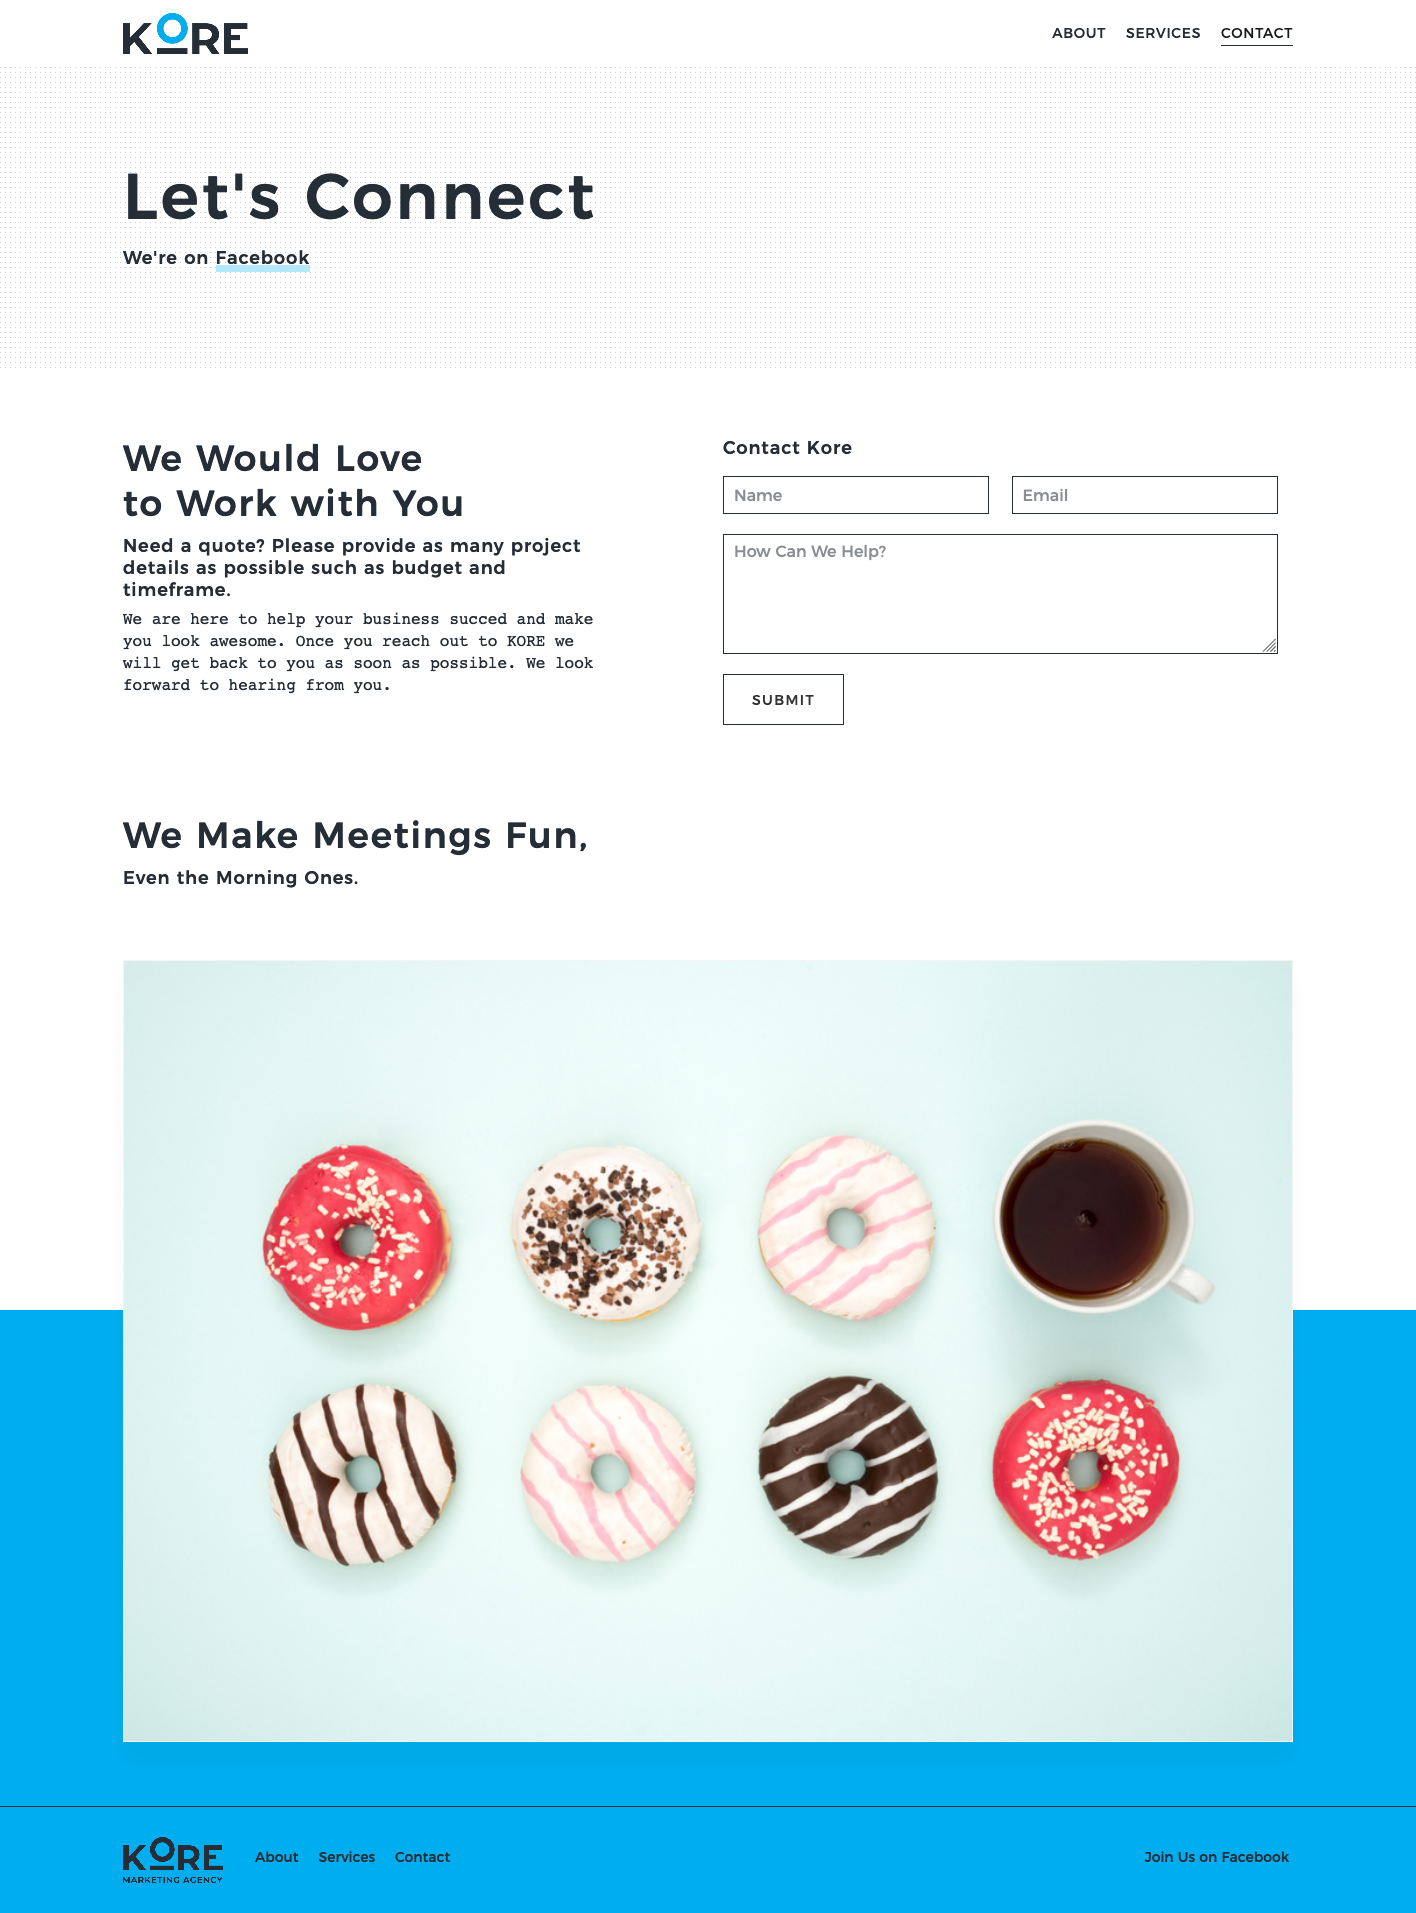 KORE
ABOUT SERVICES CONTACT
Let's Connect
We're on Facebook
We Would Love
to Work with You
Need a quote? Please provide as many project
details as possible such as budget and
timeframe.
We are here to help your business succed and make
you look awesome. Once you reach out to KORE we
will get back to you as soon as possible. We look
forward to hearing from you.
Contact Kore
Name
Email
How Can We Help?
SUBMIT
We Make Meetings Fun,
Even the Morning Ones.
KORE
MARKETING AGENCY
About Services Contact
Join Us on Facebook